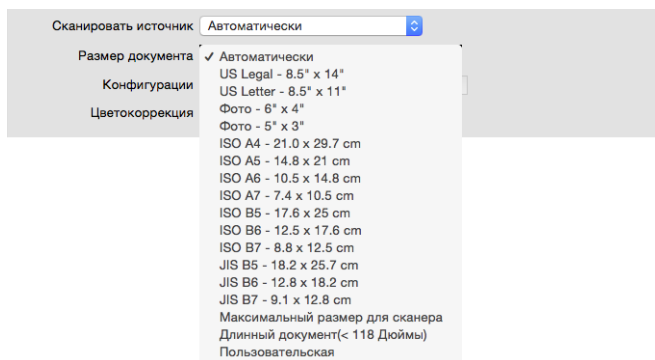 Сканировать источник Автоматически
Размер документа ✓ Автоматически
US Legal - 8.5" x 14"
US Letter - 8.5" x 11"
Конфигурации
Фото - 6" x 4"
Цветокоррекция
Фото - 5" x 3"
ISO A4 - 21.0 x 29.7 cm
ISO A5 - 14.8 x 21 cm
ISO A6 - 10.5 x 14.8 cm
ISO A7 - 7.4 x 10.5 cm
ISO B5 - 17.6 x 25 cm
ISO B6 - 12.5 x 17.6 cm
ISO B7 - 8.8 x 12.5 cm
JIS B5 - 18.2 x 25.7 cm
JIS B6 - 12.8 x 18.2 cm
JIS B7 - 9.1 x 12.8 cm
Максимальный размер для сканера
Длинный документ(< 118 Дюймы)
Пользовательская